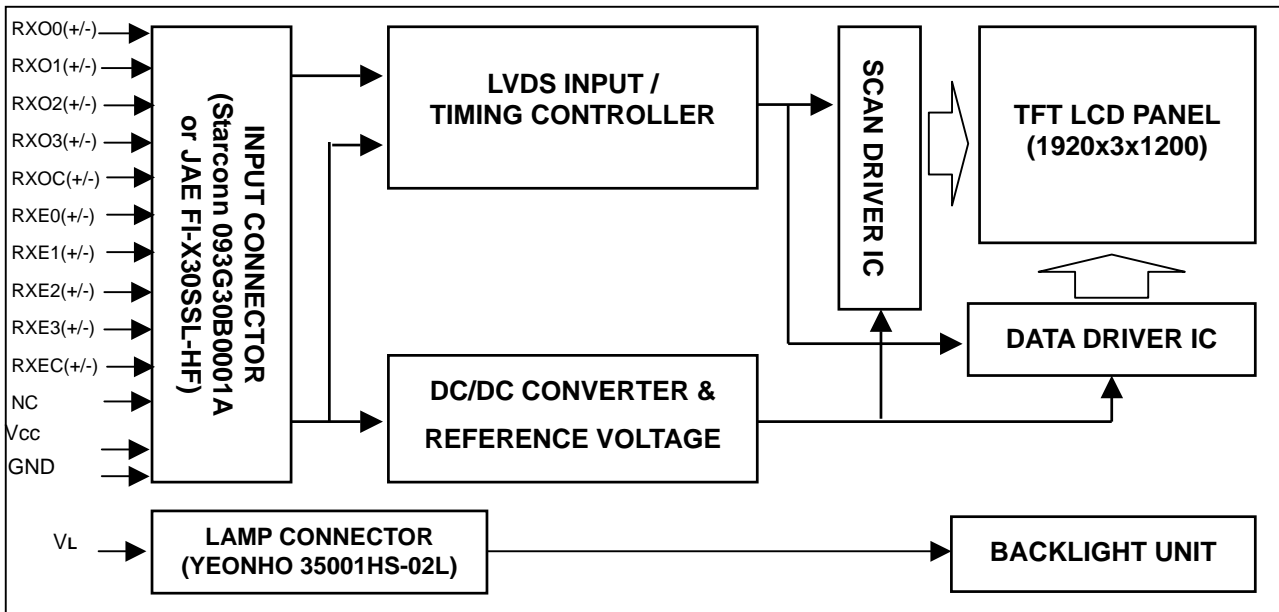 RXO0(+/-)
RXO1(+/-)
RXO2(+/-)
RXO3(+/-)
RXOC(+/-)
RXE0(+/-)
RXE1(+/-)
RXE2(+/-)
RXE3(+/-)
RXEC(+/-)
NC
Vcc
GND
INPUT CONNECTOR
(Starconn 093G30B0001A
or JAE FI-X30SSL-HF)
LVDS INPUT /
TIMING CONTROLLER
SCAN DRIVER IC
TFT LCD PANEL
(1920x3x1200)
DATA DRIVER IC
DC/DC CONVERTER &
REFERENCE VOLTAGE
VL
LAMP CONNECTOR
(YEONHO 35001HS-02L)
BACKLIGHT UNIT